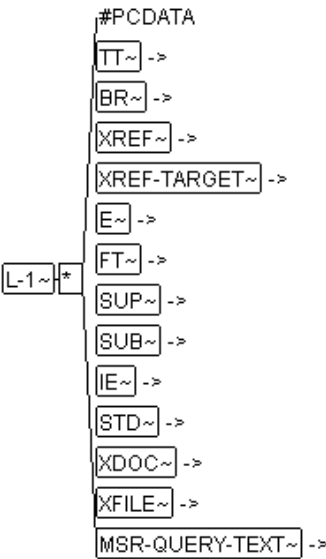 #PCDATA
TT~ ->
BR~ ->
XREF~ ->
XREF-TARGET~ ->
E~ ->
FT~ ->
L-1~ *
SUP~ ->
SUB~ ->
IE~ ->
STD~ ->
XDOC~ ->
XFILE~ ->
MSR-QUERY-TEXT~ ->